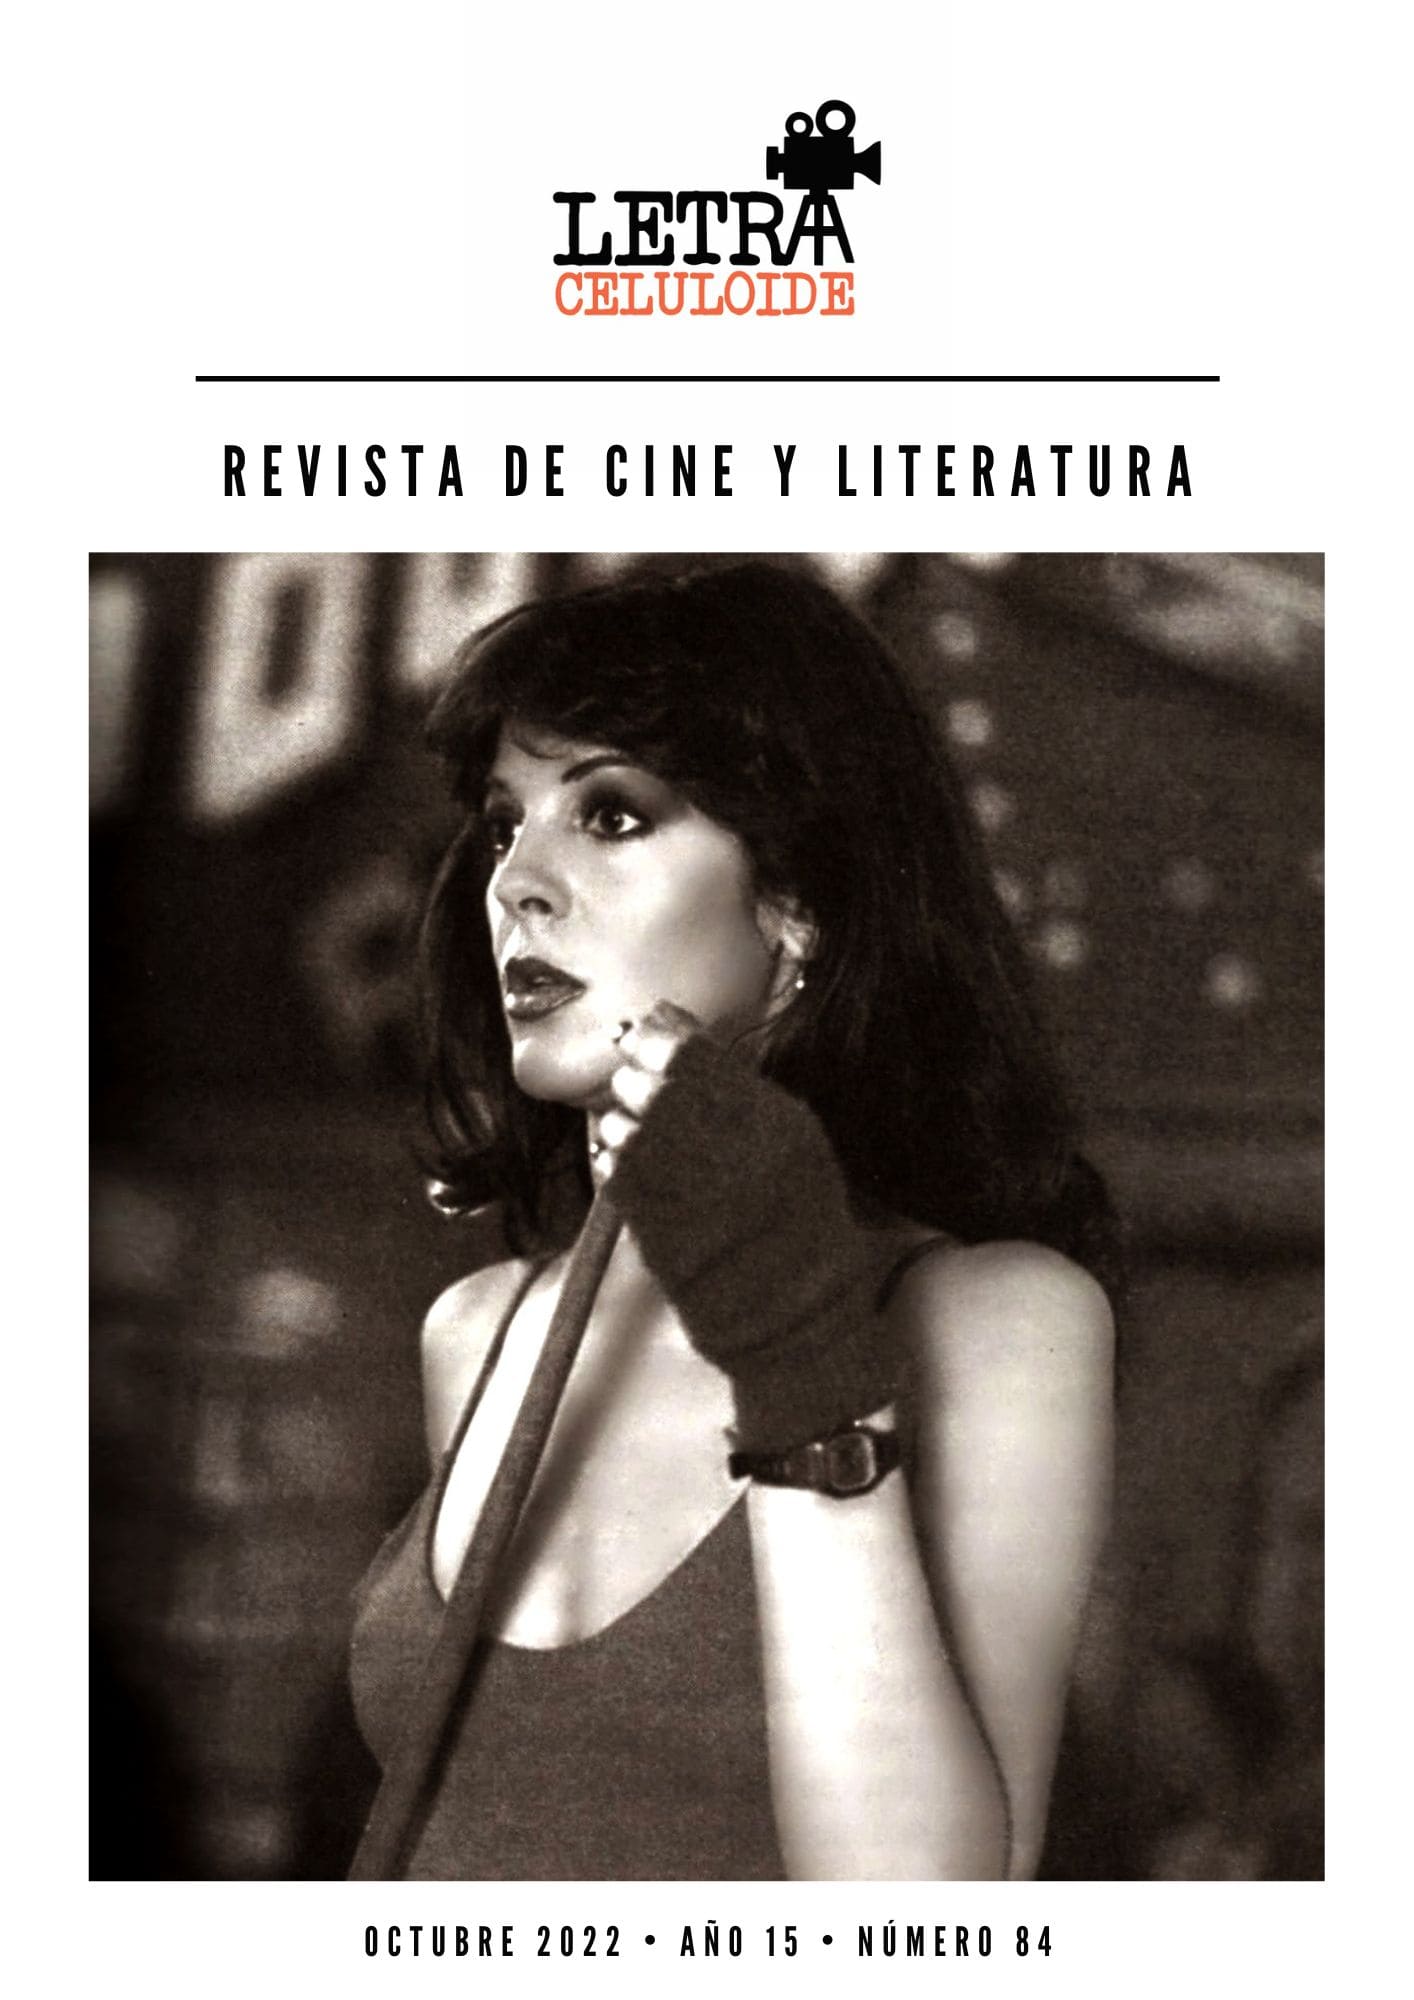 LETRA
CELULOIDE
REVISTA DE CINE Y LITERATURA
OCTUBRE 2022 • AÑO 15 • NÚMERO 84